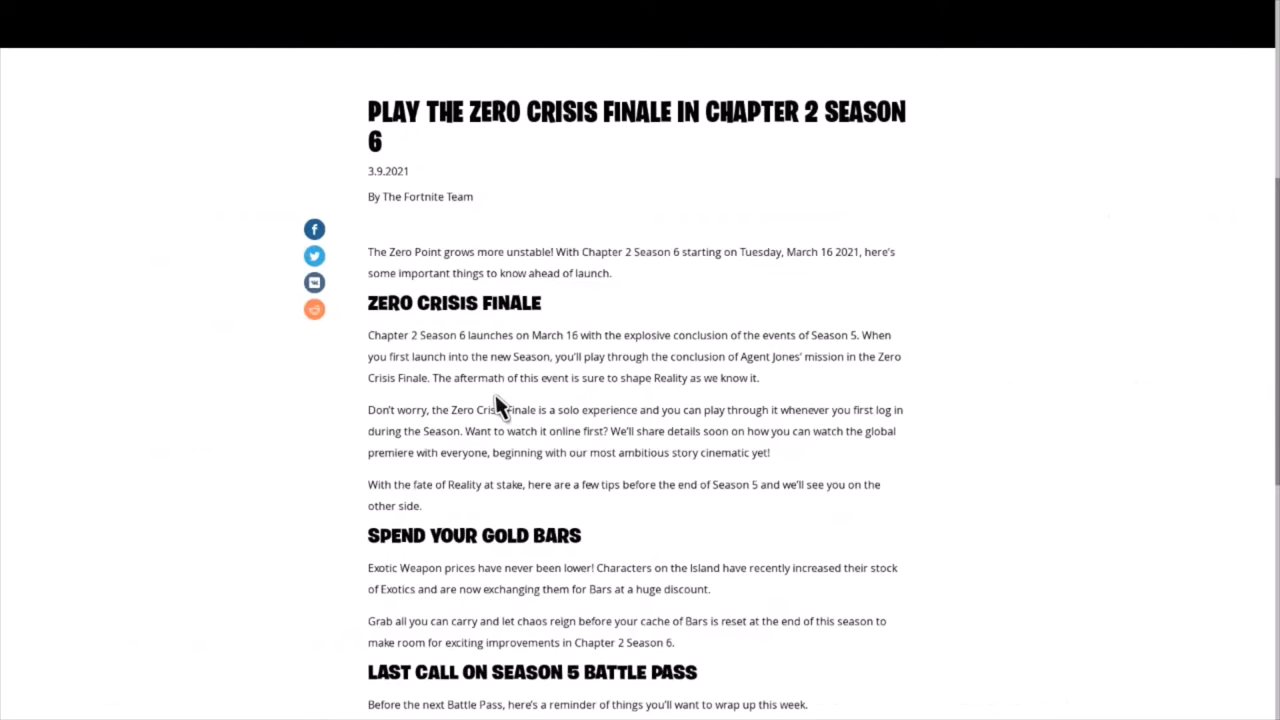 PLAY THE ZERO CRISIS FINALE IN CHAPTER 2 SEASON
6
3.9.2021
By The Fortnite Team
The Zero Point grows more unstable! With Chapter 2 Season 6 starting on Tuesday, March 16 2021, here's
some important things to know ahead of launch.
ZERO CRISIS FINALE
Chapter 2 Season 6 launches on March 16 with the explosive conclusion of the events of Season 5. When
you first launch into the new Season, you'll play through the conclusion of Agent Jones' mission in the Zero
Crisis Finale. The aftermath of this event is sure to shape Reality as we know it.
Don't worry, the Zero Crisis Finale is a solo experience and you can play through it whenever you first log in
during the Season. Want to watch it online first? We'll share details soon on how you can watch the global
premiere with everyone, beginning with our most ambitious story cinematic yet!
With the fate of Reality at stake, here are a few tips before the end of Season 5 and we'll see you on the
other side.
SPEND YOUR GOLD BARS
Exotic Weapon prices have never been lower! Characters on the Island have recently increased their stock
of Exotics and are now exchanging them for Bars at a huge discount.
Grab all you can carry and let chaos reign before your cache of Bars is reset at the end of this season to
make room for exciting improvements in Chapter 2 Season 6.
LAST CALL ON SEASON 5 BATTLE PASS
Before the next Battle Pass, here's a reminder of things you'll want to wrap up this week.